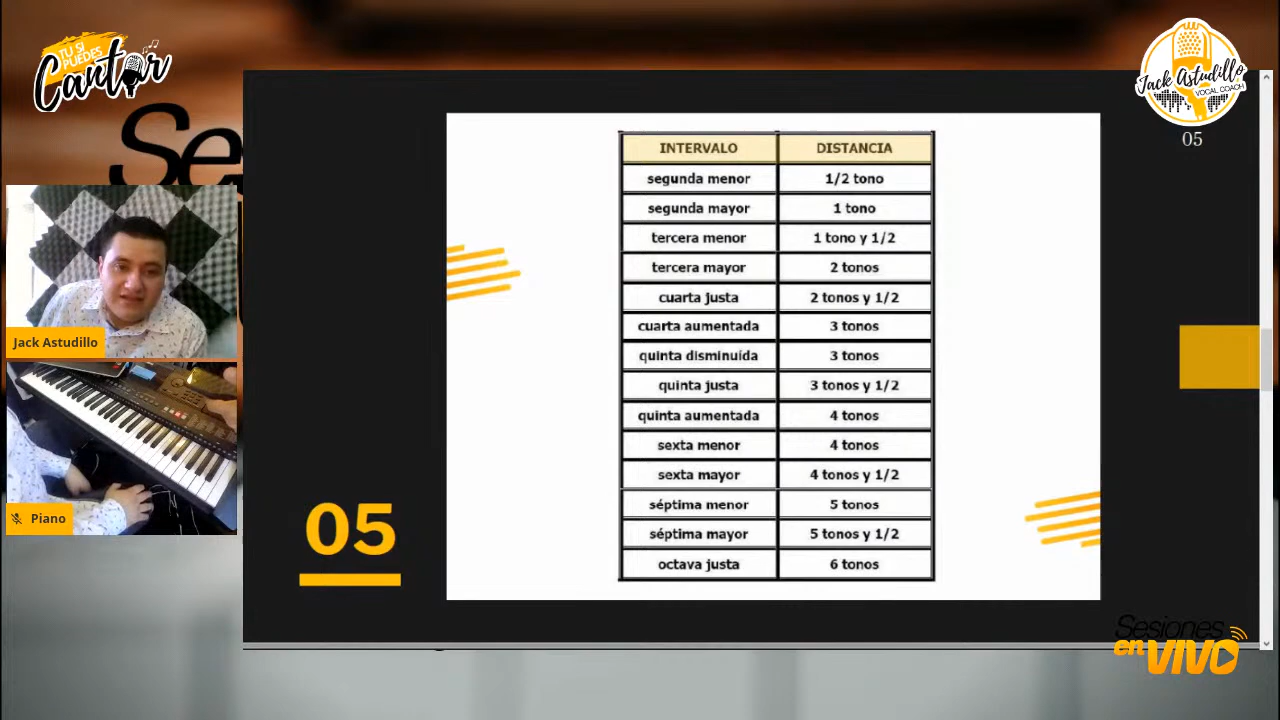 TU SI
PUEDES
Cantar
Se
Jack Astudillo
VOCAL COACH
05
INTERVALO DISTANCIA
segunda menor 1/2 tono
segunda mayor 1 tono
tercera menor 1 tono y 1/2
tercera mayor 2 tonos
cuarta justa 2 tonos y 1/2
cuarta aumentada 3 tonos
quinta disminuída 3 tonos
quinta justa 3 tonos y 1/2
quinta aumentada 4 tonos
sexta menor 4 tonos
sexta mayor 4 tonos y 1/2
séptima menor 5 tonos
séptima mayor 5 tonos y 1/2
octava justa 6 tonos
Jack Astudillo
Piano
05
Sesiones
en VIVO